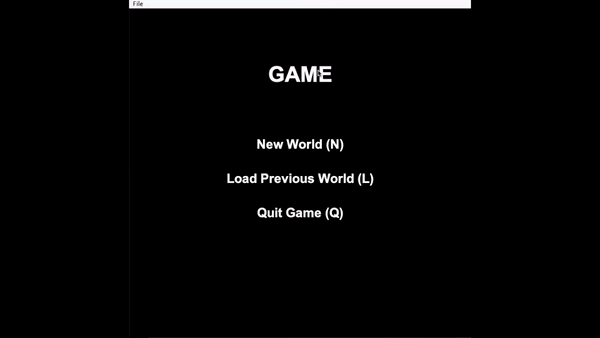 File
GAME
New World (N)
Load Previous World (L)
Quit Game (Q)